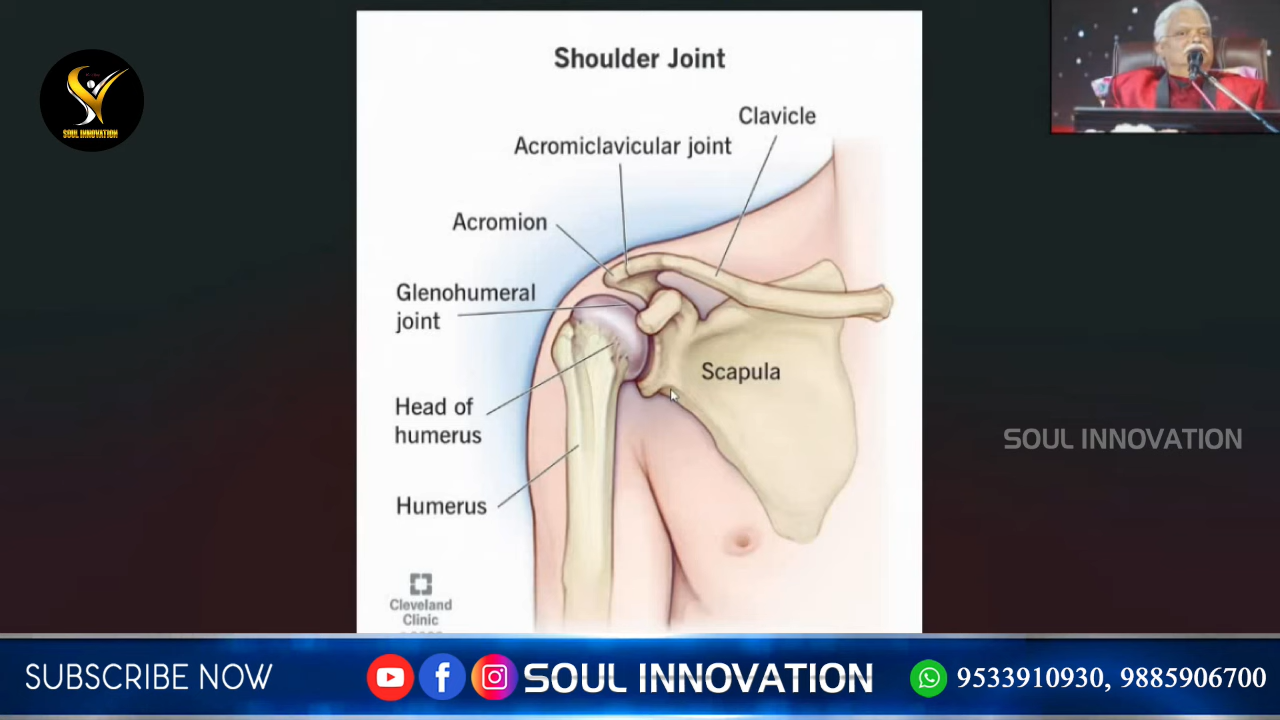 Shoulder Joint
Clavicle
Acromiclavicular joint
Acromion
Glenohumeral
joint
Scapula
Head of
humerus
Humerus
Cleveland
Clinic
SOUL INNOVATION
SOUL INNOVATION
SUBSCRIBE NOW
SOUL INNOVATION
9533910930, 9885906700